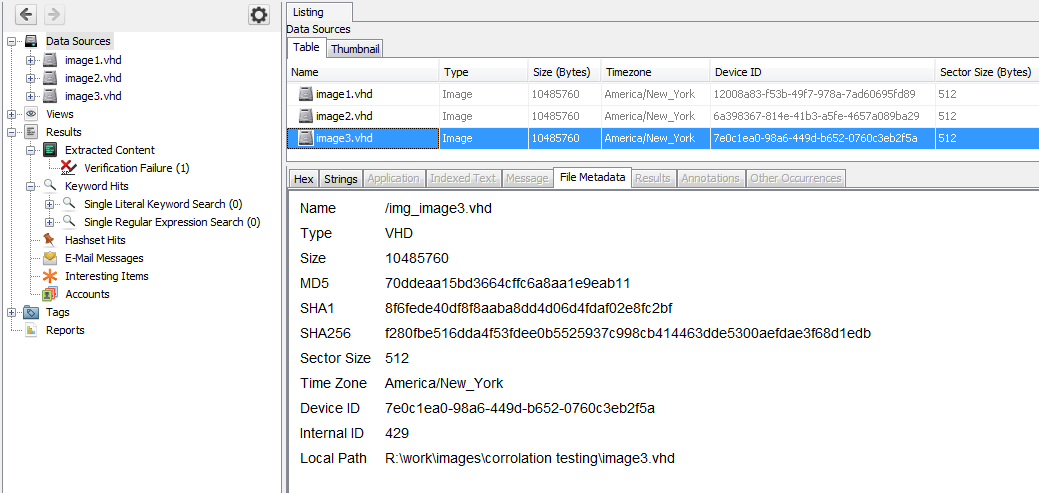 Data Sources
image1.vhd
image2.vhd
image3.vhd
Views
Results
Extracted Content
Verification Failure (1)
Keyword Hits
Single Literal Keyword Search (0)
Single Regular Expression Search (0)
Hashset Hits
E-Mail Messages
Interesting Items
Accounts
Tags
Reports
Listing
Data Sources
Table Thumbnail
Name Type Size (Bytes) Timezone Device ID Sector Size (Bytes)
image1.vhd Image 10485760 America/New_York 12008a83-f53b-49f7-978a-7ad60695fd89 512
image2.vhd Image 10485760 America/New_York 6a398367-814e-41b3-a5fe-4657a089ba29 512
image3.vhd Image 10485760 America/New_York 7e0c1ea0-98a6-449d-b652-0760c3eb2f5a 512
Hex Strings Application Indexed Text Message File Metadata Results Annotations Other Occurrences
Name /img_image3.vhd
Type VHD
Size 10485760
MD5 70ddeaa15bd3664cffc6a8aa1e9eab11
SHA1 8f6fede40df8f8aaba8dd4d06d4fdaf02e8fc2bf
SHA256 f280fbe516dda4f53fdee0b5525937c998cb414463dde5300aefdae3f68d1edb
Sector Size 512
Time Zone America/New_York
Device ID 7e0c1ea0-98a6-449d-b652-0760c3eb2f5a
Internal ID 429
Local Path R:\work\images\corrolation testing\image3.vhd